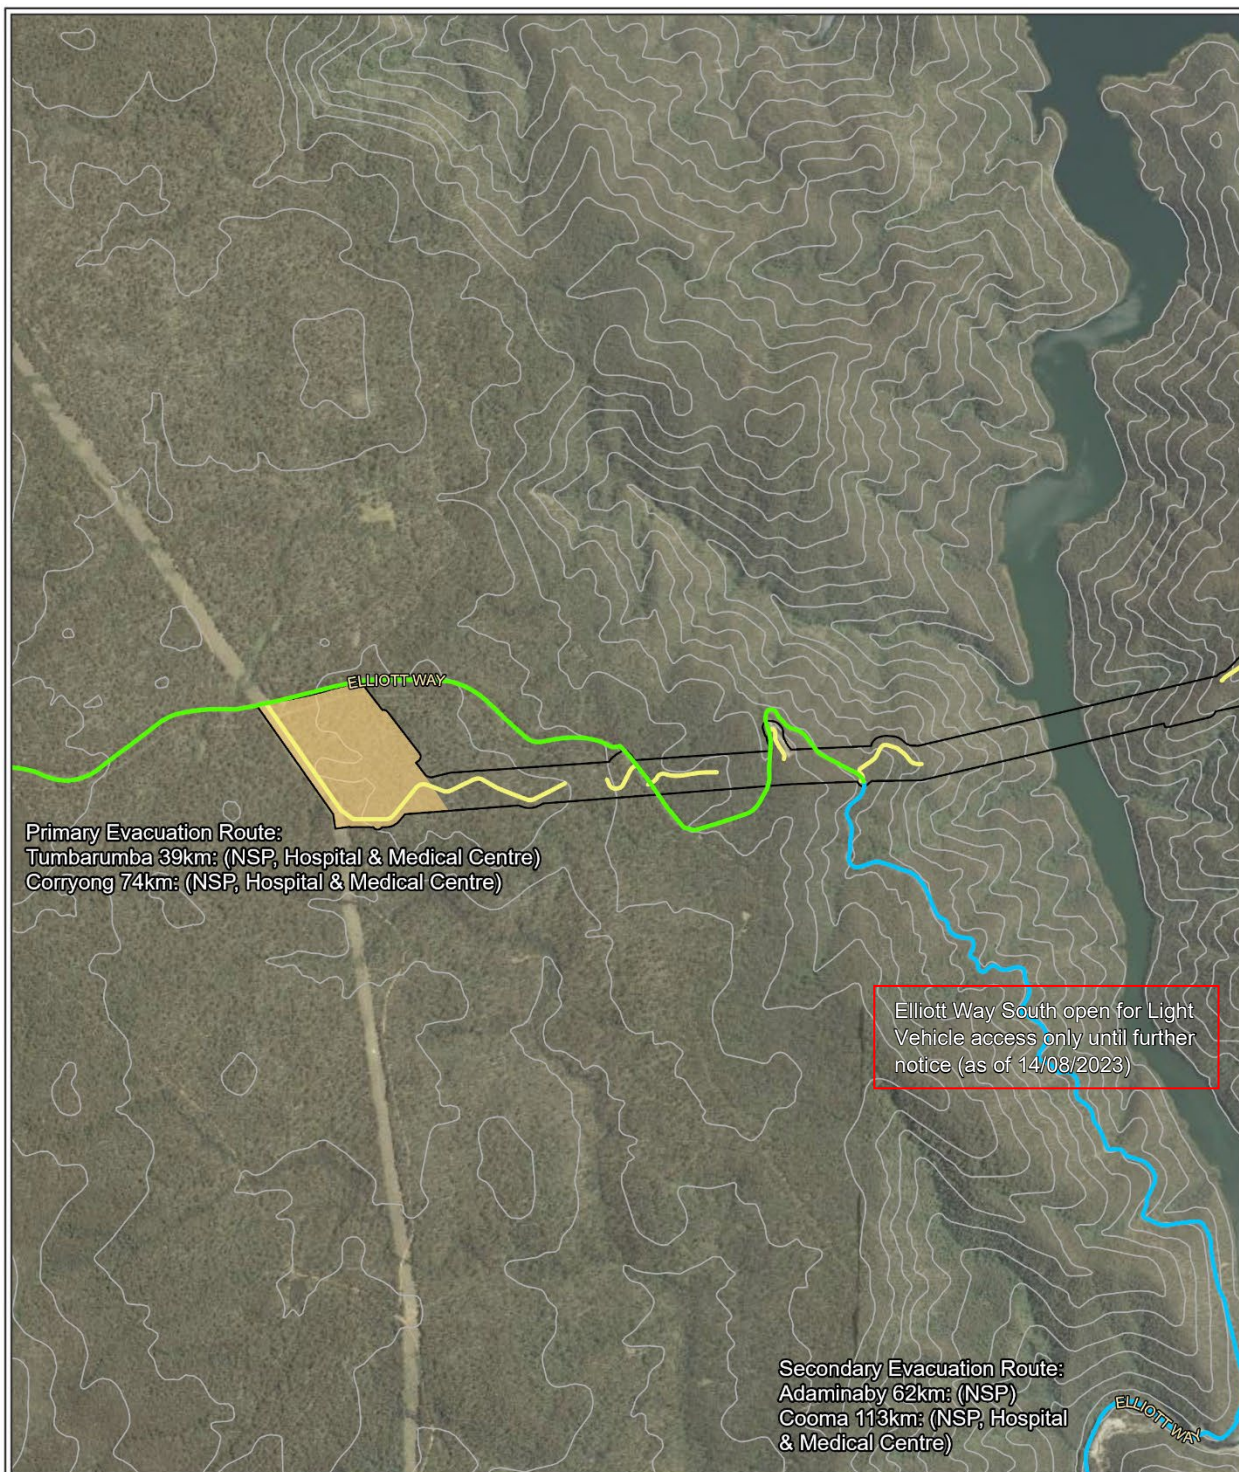 ELLIOTT WAY
Primary Evacuation Route:
Tumbarumba 39km: (NSP, Hospital & Medical Centre)
Corryong 74km: (NSP, Hospital & Medical Centre)
Elliott Way South open for Light
Vehicle access only until further
notice (as of 14/08/2023)
Secondary Evacuation Route:
Adaminaby 62km: (NSP)
Cooma 113km: (NSP, Hospital
& Medical Centre)
ELLIOTT WAY